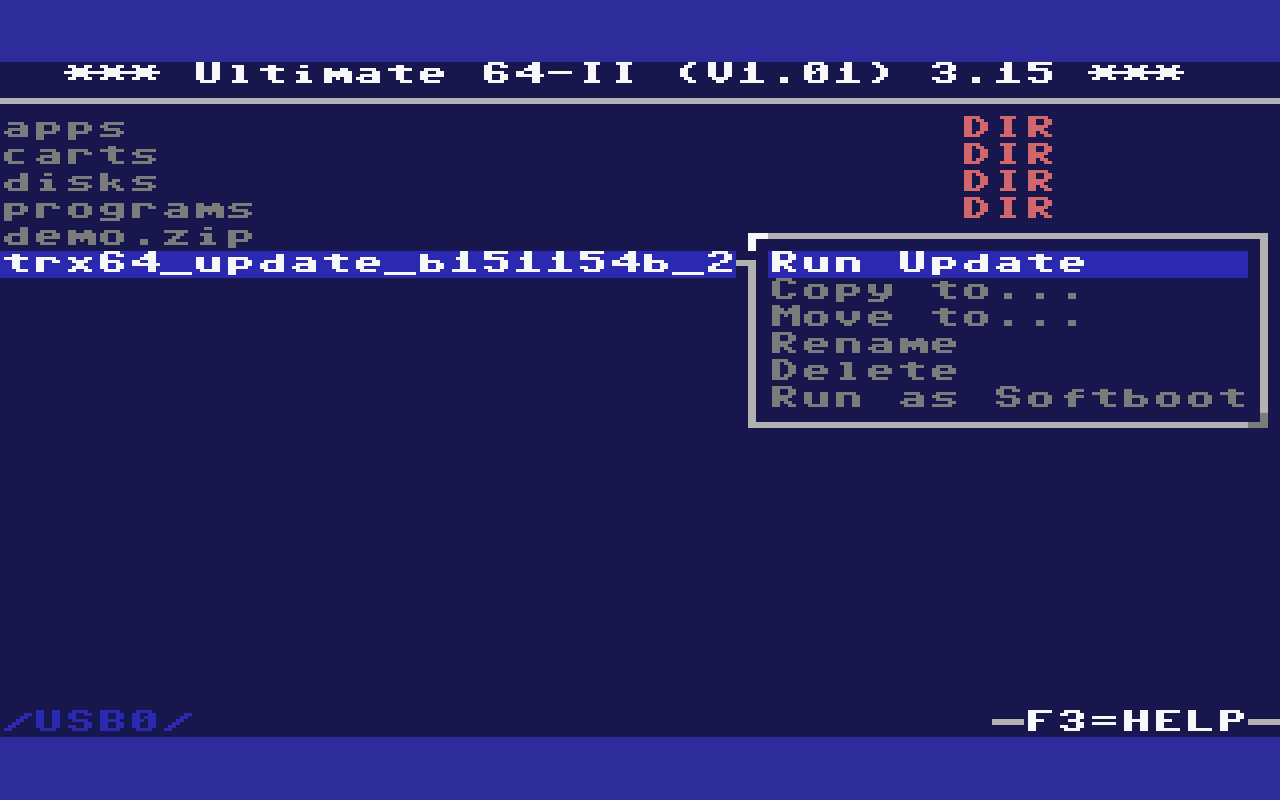 *** Ultimate 64-II (V1.01) 3.15 ***
apps DIR
carts DIR
disks DIR
programs DIR
demo.zip
trx64_update_b151154b_2 Run Update
Copy to...
Move to...
Rename
Delete
Run as Softboot
/USB0/ F3=HELP